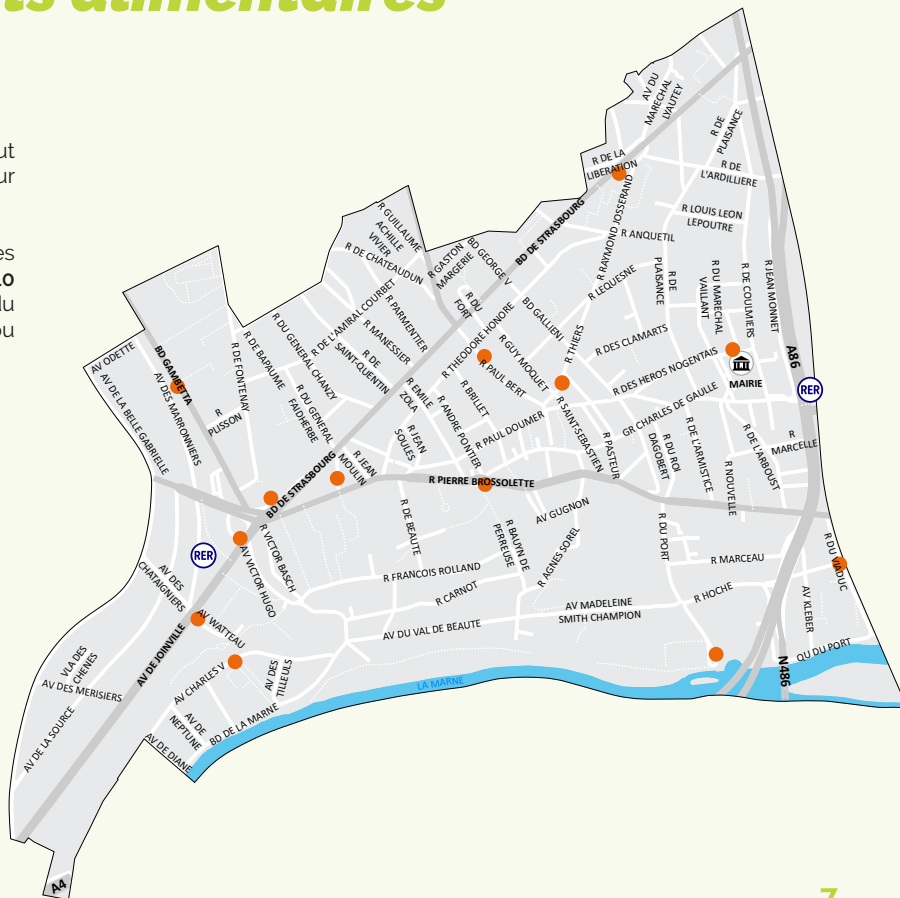 ts alimentaires
ut
ur
es
10
du
ou
AV DU
MARECHAL
LYAUTEY
R DE
PLAISANCE
R DE LA
LIBERATION
R DE
L'ARDILLIERE
R LOUIS LEON
LEPOUTRE
R RAYMOND JOSSERAND
R ANQUETIL
BD DE STRASBOURG
R GUILLAUME
ACHILLE
VIVIER
R DE CHATEAUDUN
R GASTON
MARGERIE
BD GEORGE V
R LEQUESNE
PLAISANCE
R DE
R DU MARECHAL
VAILLANT
R DE COULMIERS
R JEAN MONNET
R DU
FORT
BD GALLIENI
R DE L'AMIRAL COURBET
R PARMENTIER
R MANESSIER
R DE
SAINT-QUENTIN
R THEODORE HONORE
R GUY MOQUET
R THIERS
R DES CLAMARTS
R DES HEROS NOGENTAIS
MAIRIE
A86
RER
AV ODETTE
BD GAMBETTA
AV DE LA BELLE GABRIELLE
AV DES MARRONNIERS
R DE FONTENAY
R DE BAPAUME
R DU GENERAL CHANZY
R DU GENERAL
FAIDHERBE
R
PLISSON
R EMILE
ZOLA
R BRILLET
R PAUL BERT
R ANDRE PONTIER
R PAUL DOUMER
R SAINT SEBASTIEN
GR CHARLES DE GAULLE
R PASTEUR
R DU ROI
DAGOBERT
R DE L'ARMISTICE
R NOUVELLE
R DE L'ARBOUST
R
MARCELLE
R JEAN
SOULES
R JEAN
MOULIN
BD DE STRASBOURG
R PIERRE BROSSOLETTE
AV GUGNON
R DE BEAUTE
R BAUYN DE
PERREUSE
R AGNES SOREL
R DU PORT
R MARCEAU
R DU VIADUC
RER
R VICTOR BASCH
AV VICTOR HUGO
R FRANCOIS ROLLAND
R CARNOT
AV DES
CHATAIGNIERS
AV WATTEAU
AV DU VAL DE BEAUTE
AV MADELEINE
SMITH CHAMPION
R HOCHE
AV KLEBER
QU DU PORT
N486
VLA DES
CHENES
AV DES MERISIERS
AV DE JOINVILLE
AV DE LA SOURCE
AV CHARLES V
AV DES
TILLEULS
LA MARNE
AV DE
NEPTUNE
BD DE LA MARNE
AV DE DIANE
A4